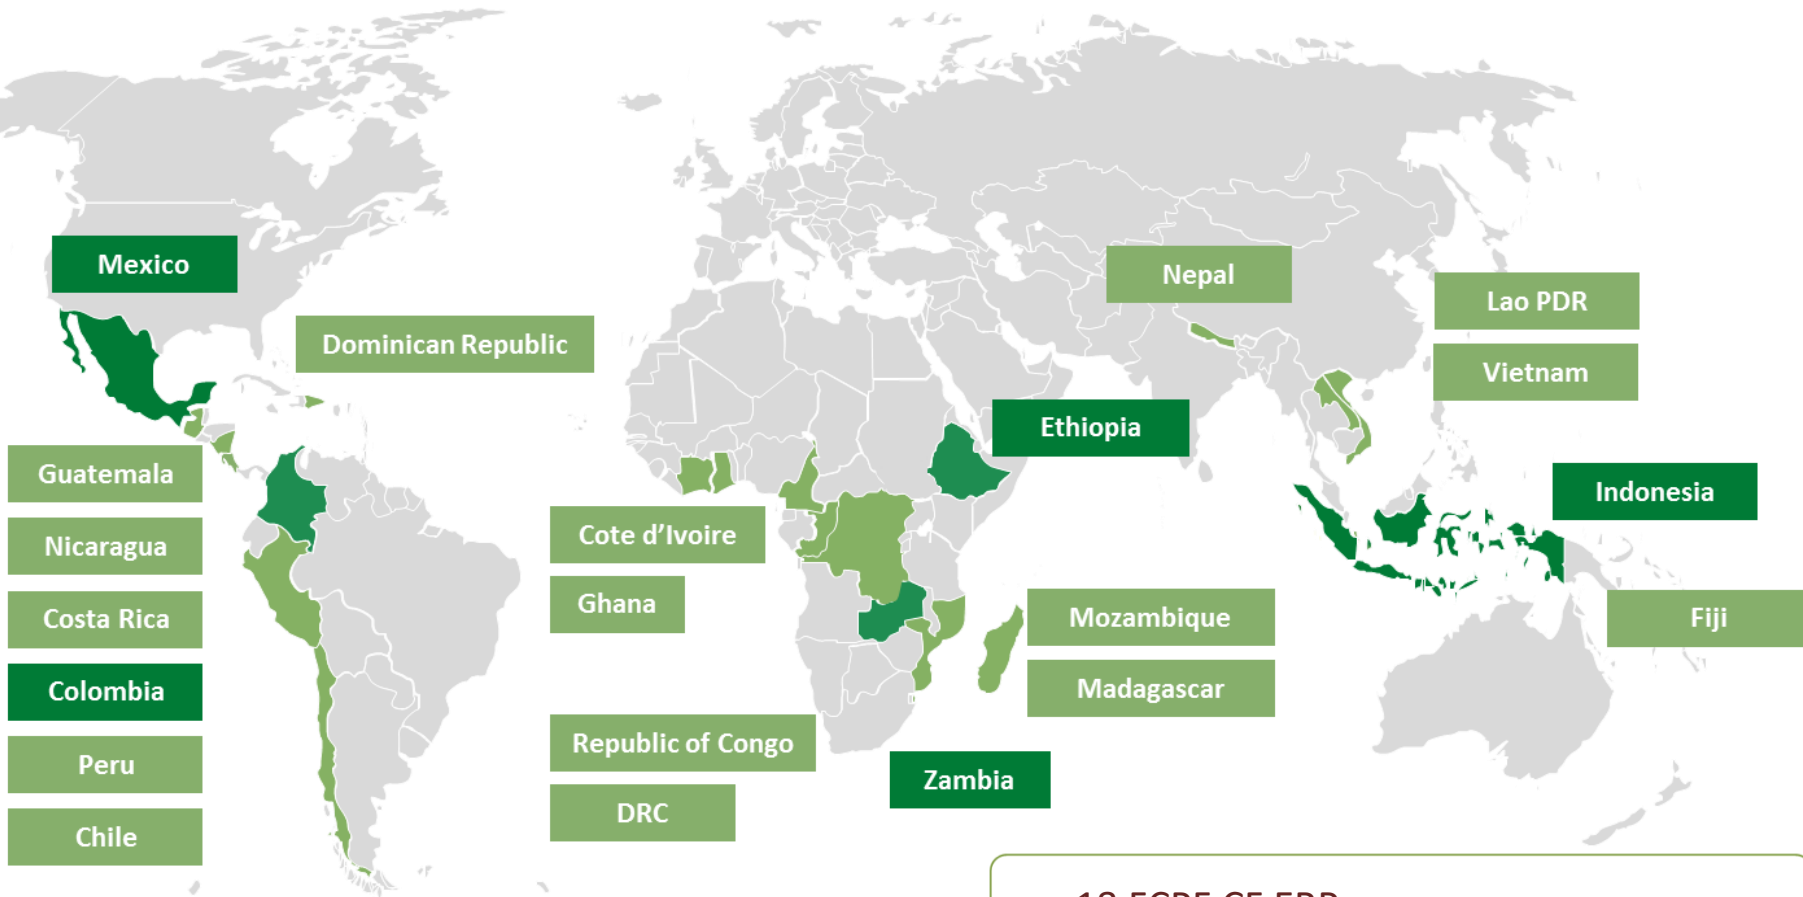 Mexico
Dominican Republic
Guatemala
Nicaragua
Costa Rica
Colombia
Peru
Chile
Cote d’Ivoire
Ghana
Republic of Congo
DRC
Ethiopia
Mozambique
Madagascar
Zambia
Nepal
Lao PDR
Vietnam
Indonesia
Fiji